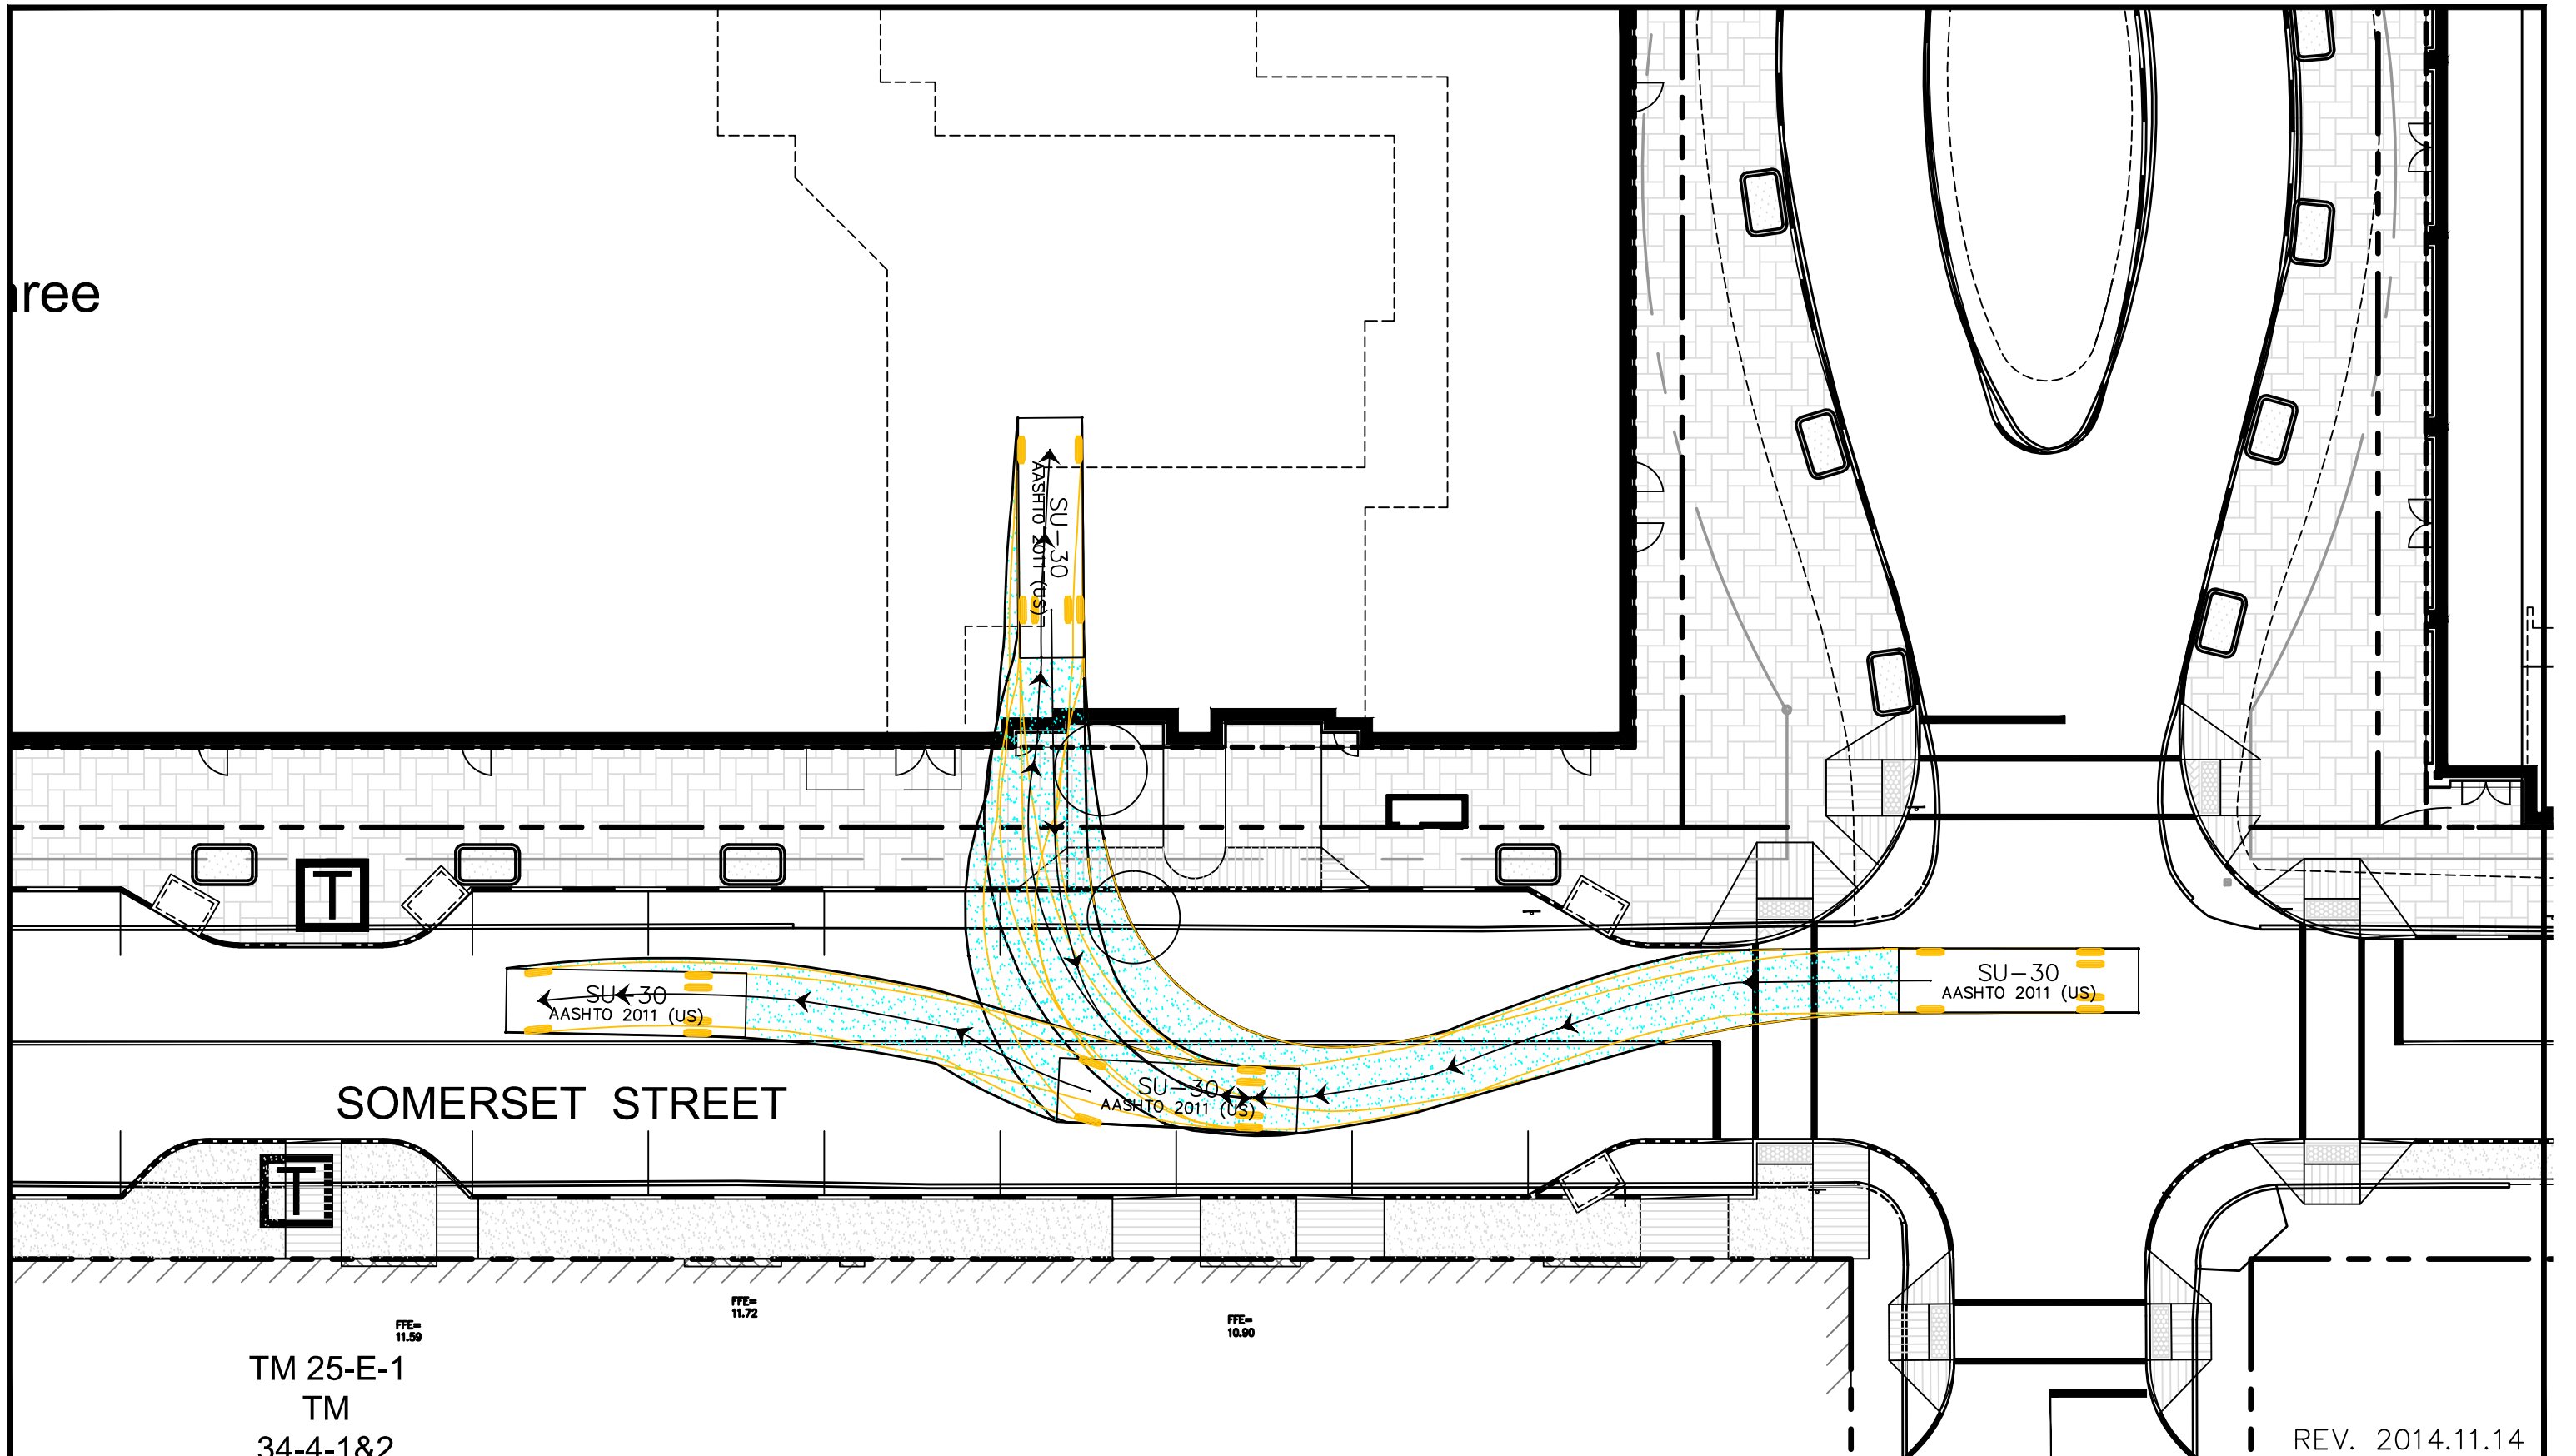 SU-30
AASHTO 2011 (US)
SU-30
AASHTO 2011 (US)
SU-30
AASHTO 2011 (US)
SU-30
AASHTO 2011 (US)
T
SOMERSET STREET
T
FFE=
11.72
FFE=
11.59
FFE=
10.90
TM 25-E-1
TM
34-4-1&2
REV. 2014.11.14